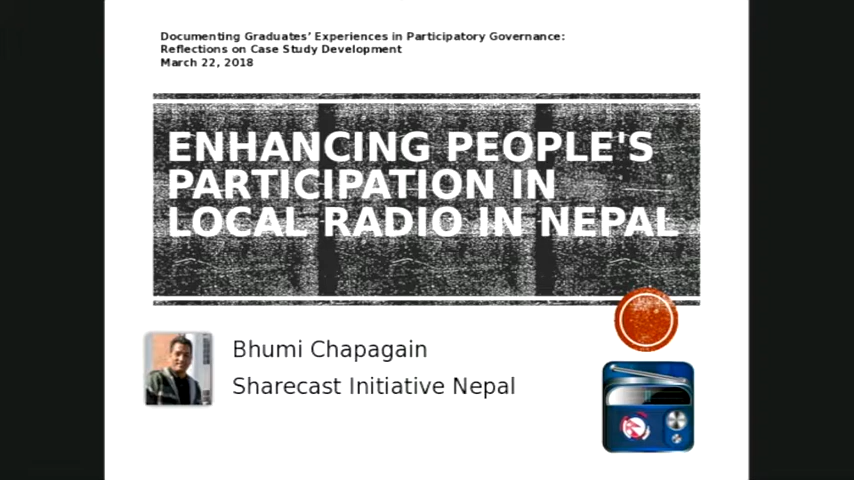 Documenting Graduates’ Experiences in Participatory Governance:
Reflections on Case Study Development
March 22, 2018
ENHANCING PEOPLE'S
PARTICIPATION IN
LOCAL RADIO IN NEPAL
Bhumi Chapagain
Sharecast Initiative Nepal